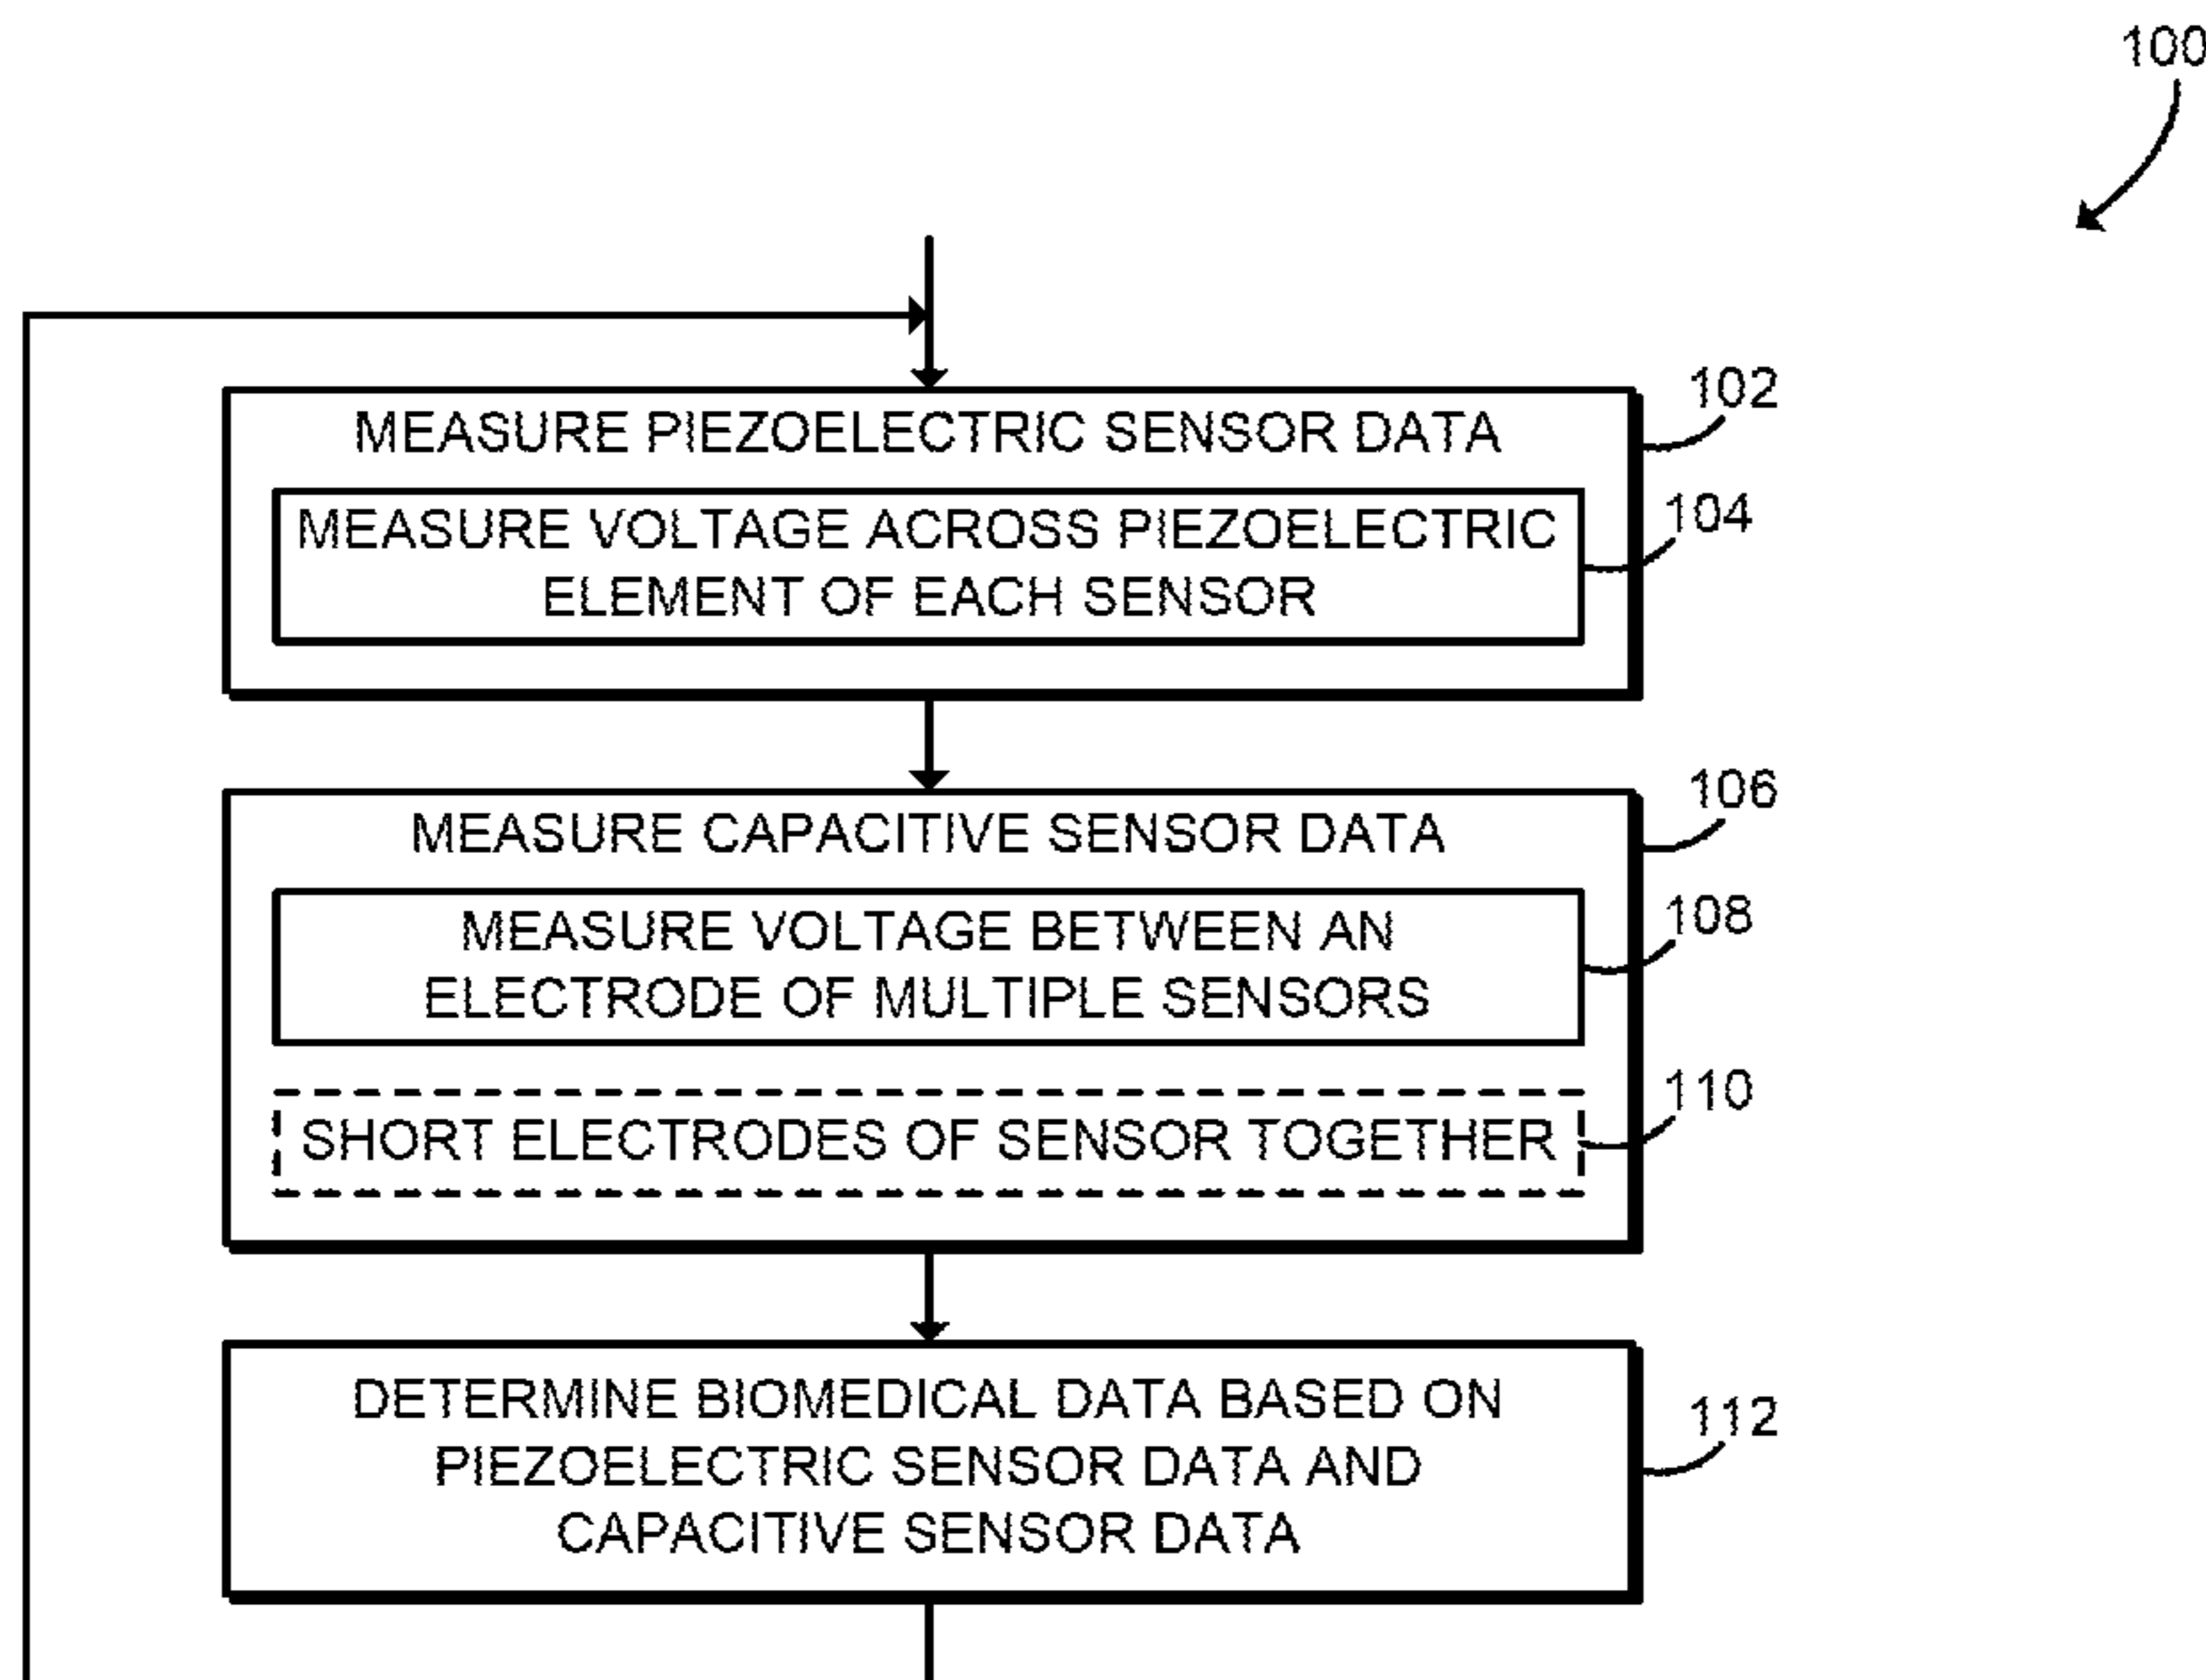 100
102
MEASURE PIEZOELECTRIC SENSOR DATA
104
MEASURE VOLTAGE ACROSS PIEZOELECTRIC
ELEMENT OF EACH SENSOR
106
MEASURE CAPACITIVE SENSOR DATA
108
MEASURE VOLTAGE BETWEEN AN
ELECTRODE OF MULTIPLE SENSORS
110
SHORT ELECTRODES OF SENSOR TOGETHER
112
DETERMINE BIOMEDICAL DATA BASED ON
PIEZOELECTRIC SENSOR DATA AND
CAPACITIVE SENSOR DATA